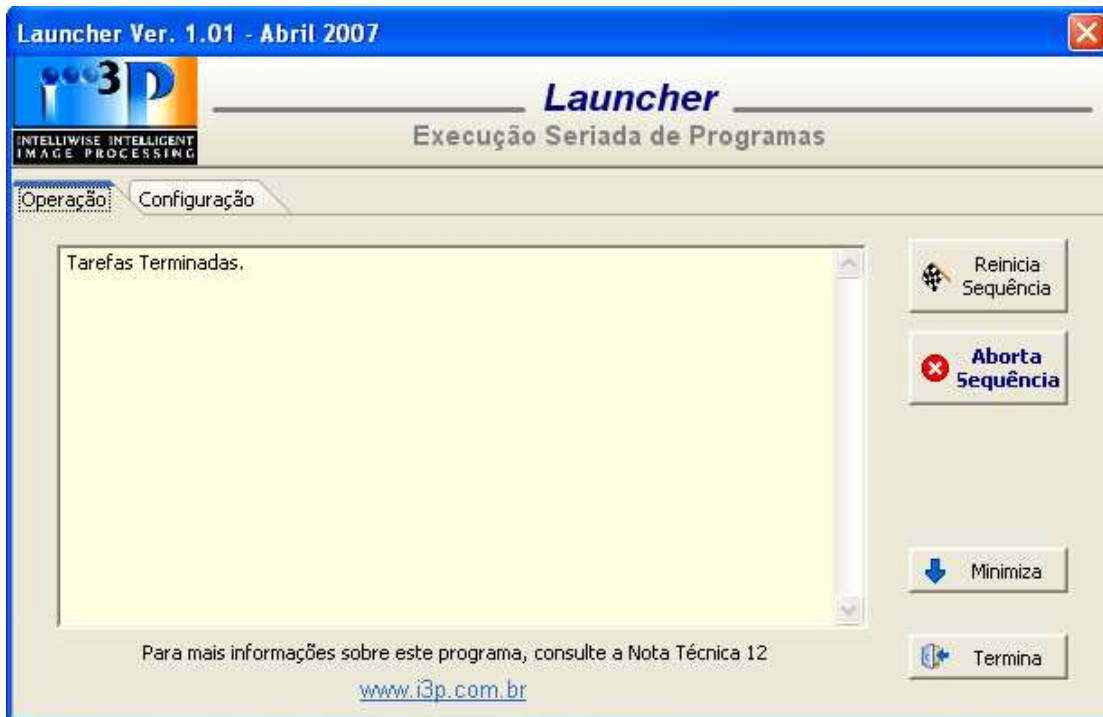 Launcher Ver. 1.01 - Abril 2007
i3p
INTELLIWISE INTELLIGENT
IMAGE PROCESSING
Launcher
Execução Seriada de Programas
Operação
Configuração
Tarefas Terminadas.
Reinicia
Sequência
Aborta
Sequência
Minimiza
Termina
Para mais informações sobre este programa, consulte a Nota Técnica 12
www.i3p.com.br